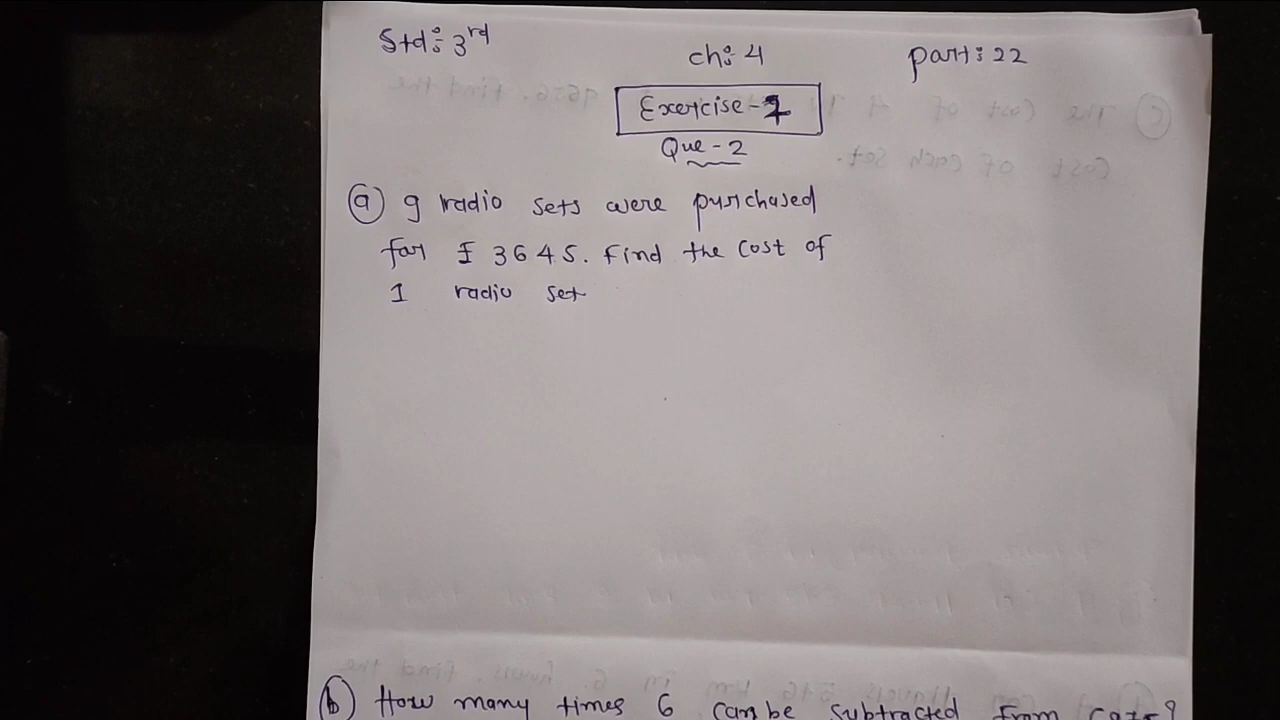 Std: 3rd
ch: 4
part: 22
Exercise-
Que-2
(a) 9 radio sets were purchased
for ₹ 3645. Find the cost of
1 radio set
(b) How many times 6 can be subtracted from